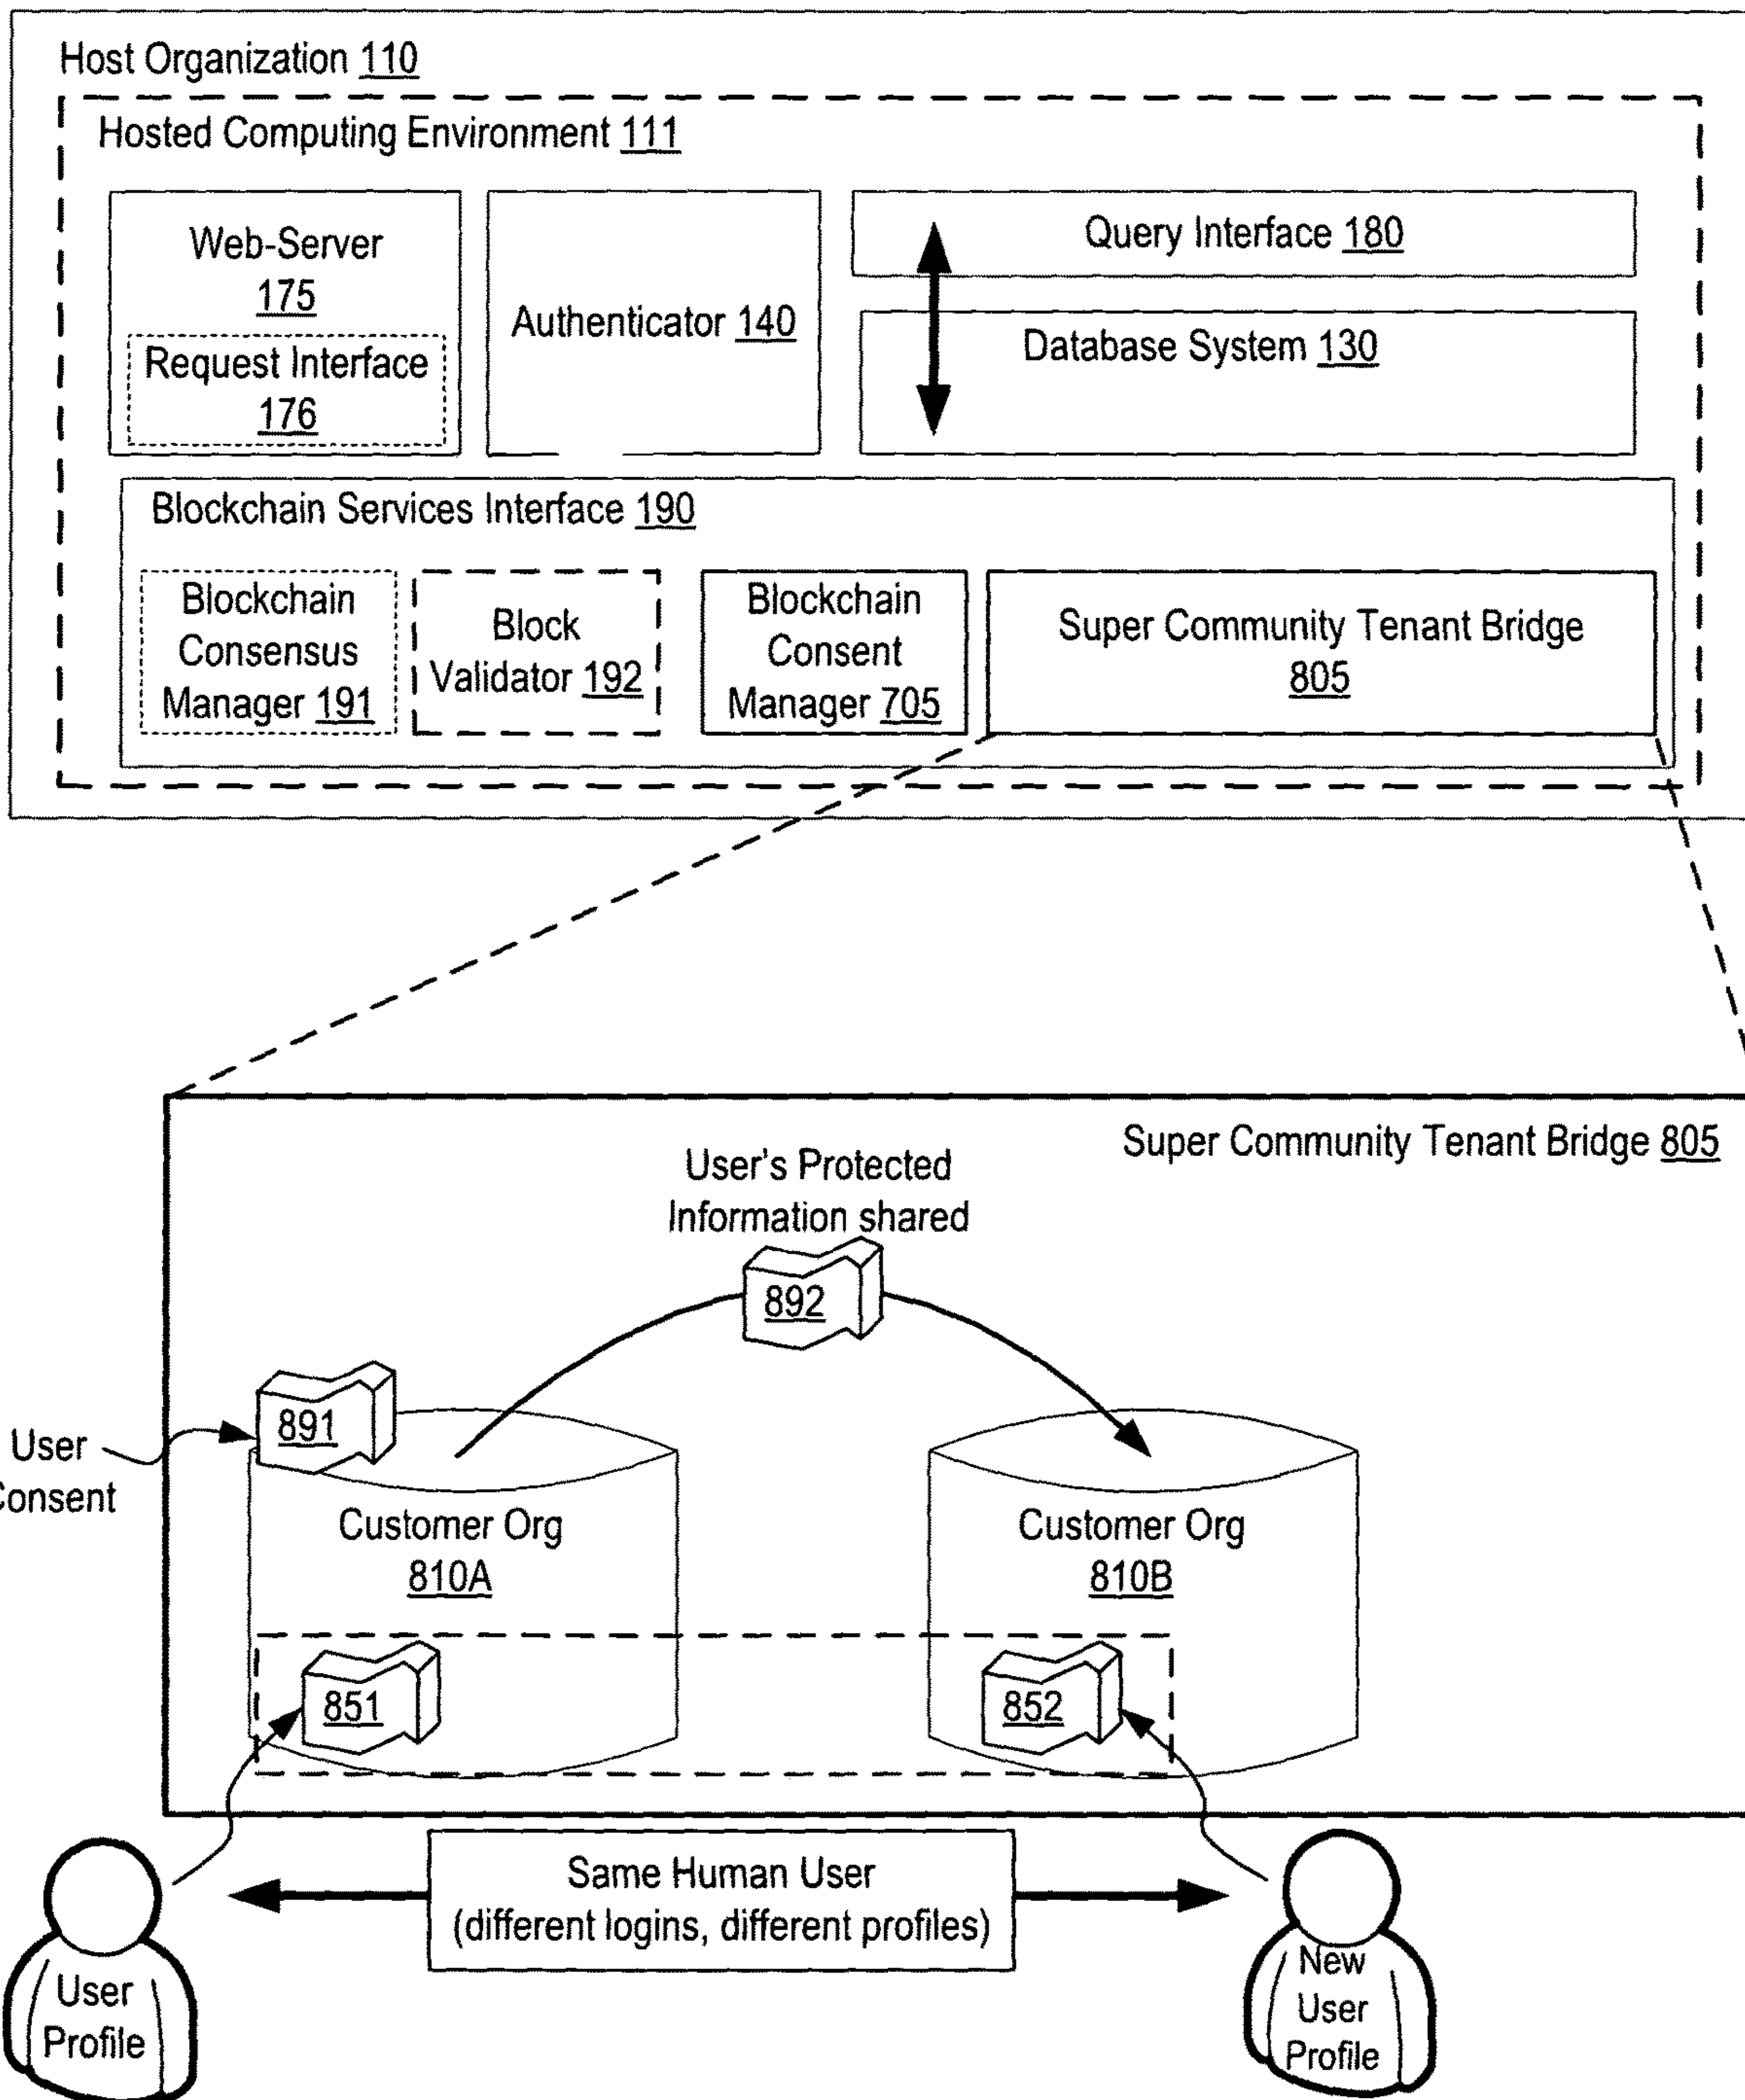 Host Organization 110
Hosted Computing Environment 111
Web-Server
175
Request Interface
176
Authenticator 140
Query Interface 180
Database System 130
Blockchain Services Interface 190
Blockchain
Consensus
Manager 191
Block
Validator 192
Blockchain
Consent
Manager 705
Super Community Tenant Bridge
805
Super Community Tenant Bridge 805
User's Protected
Information shared
892
891
User
Consent
Customer Org
810A
Customer Org
810B
851
852
Same Human User
(different logins, different profiles)
User
Profile
New
User
Profile